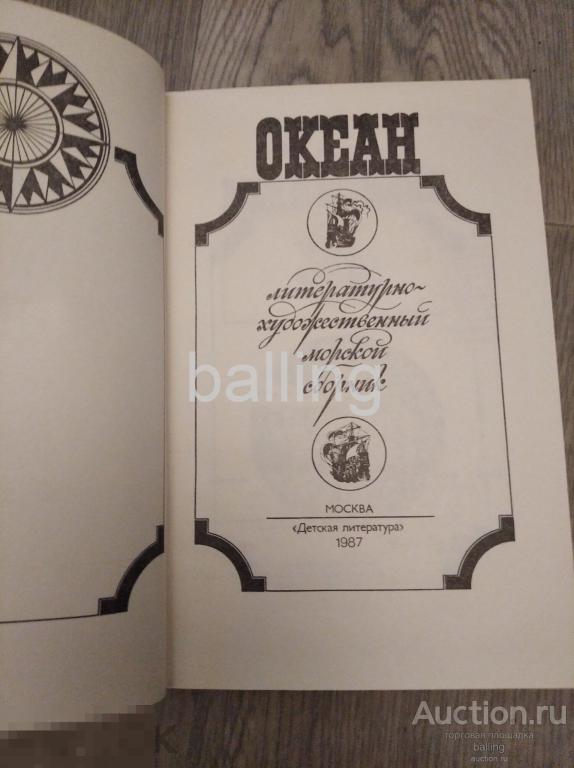 ОКЕАН
литературно-
художественный
морской
сборник
balling
МОСКВА
«Детская литература»
1987
Auction.ru
торговая площадка
balling
auction.ru